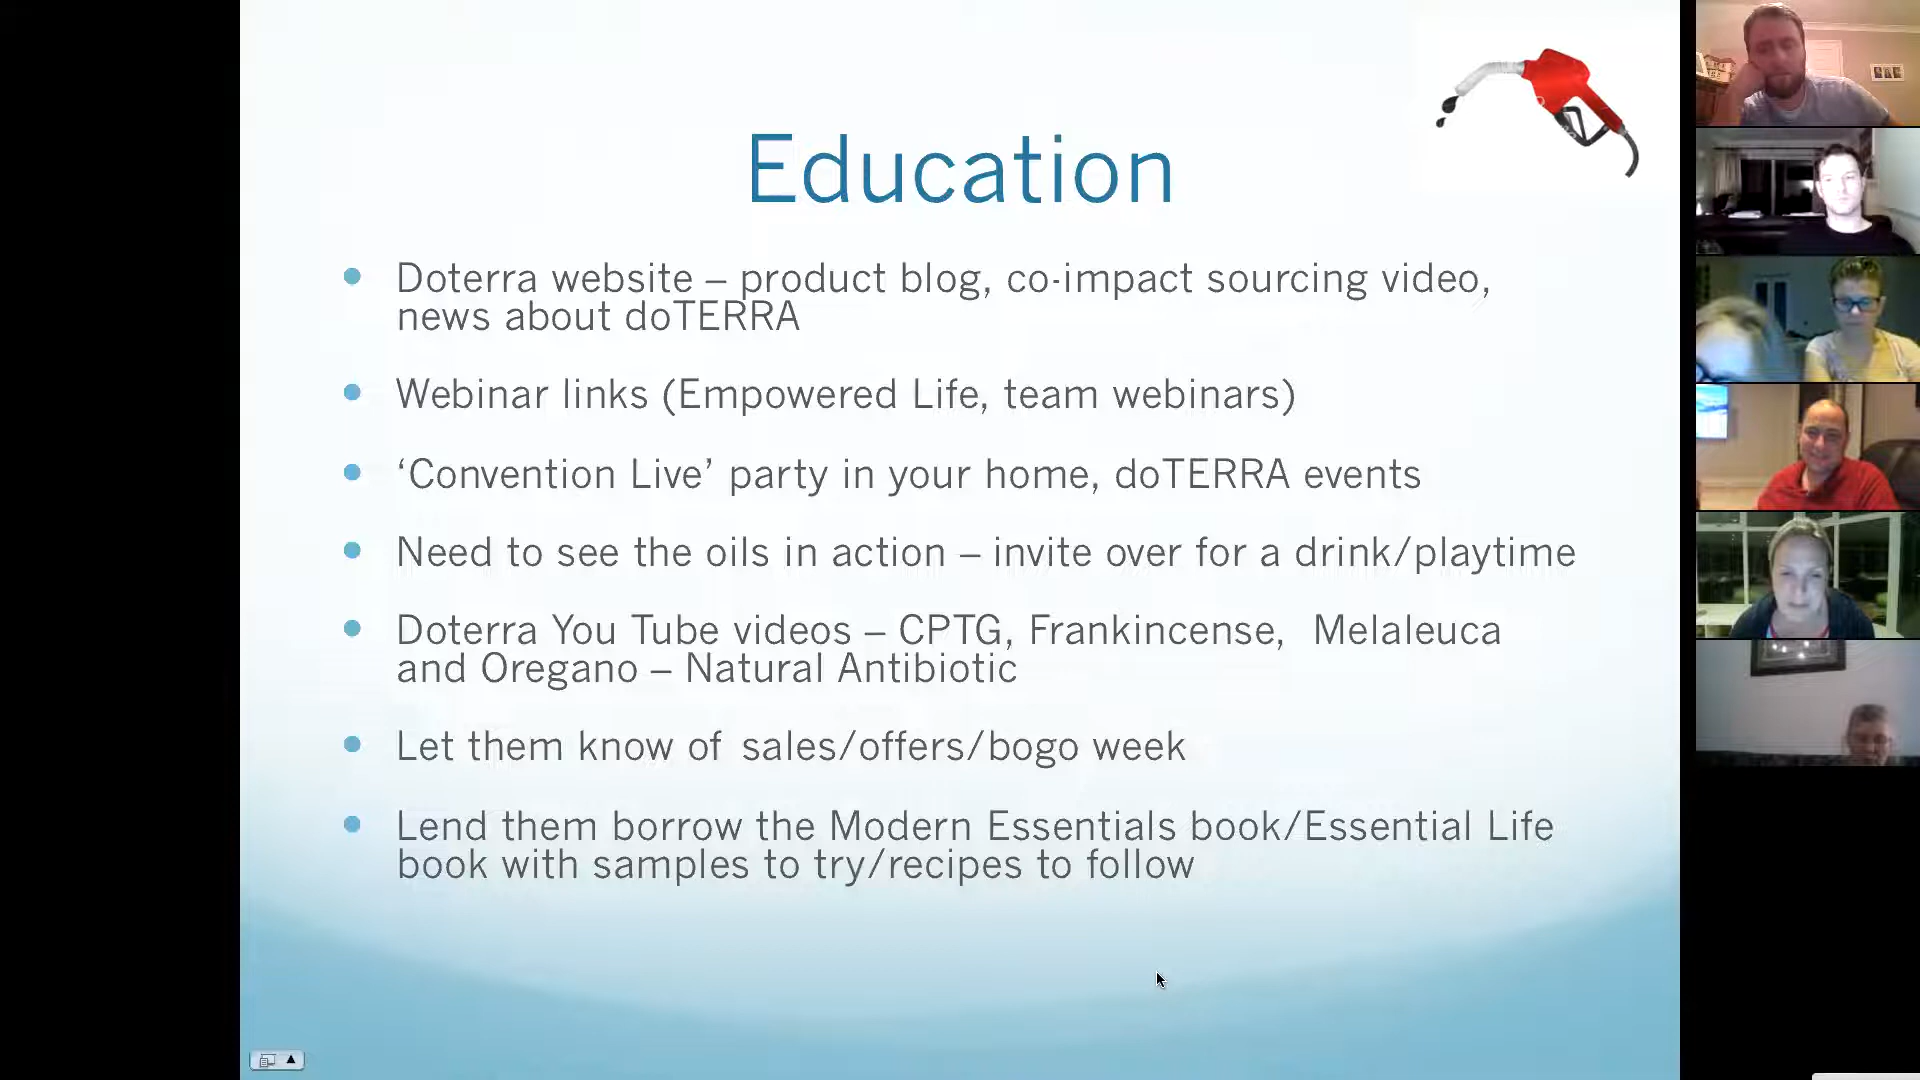 Education
Doterra website – product blog, co-impact sourcing video,
news about doTERRA
Webinar links (Empowered Life, team webinars)
‘Convention Live’ party in your home, doTERRA events
Need to see the oils in action – invite over for a drink/playtime
Doterra You Tube videos – CPTG, Frankincense, Melaleuca
and Oregano – Natural Antibiotic
Let them know of sales/offers/bogo week
Lend them borrow the Modern Essentials book/Essential Life
book with samples to try/recipes to follow